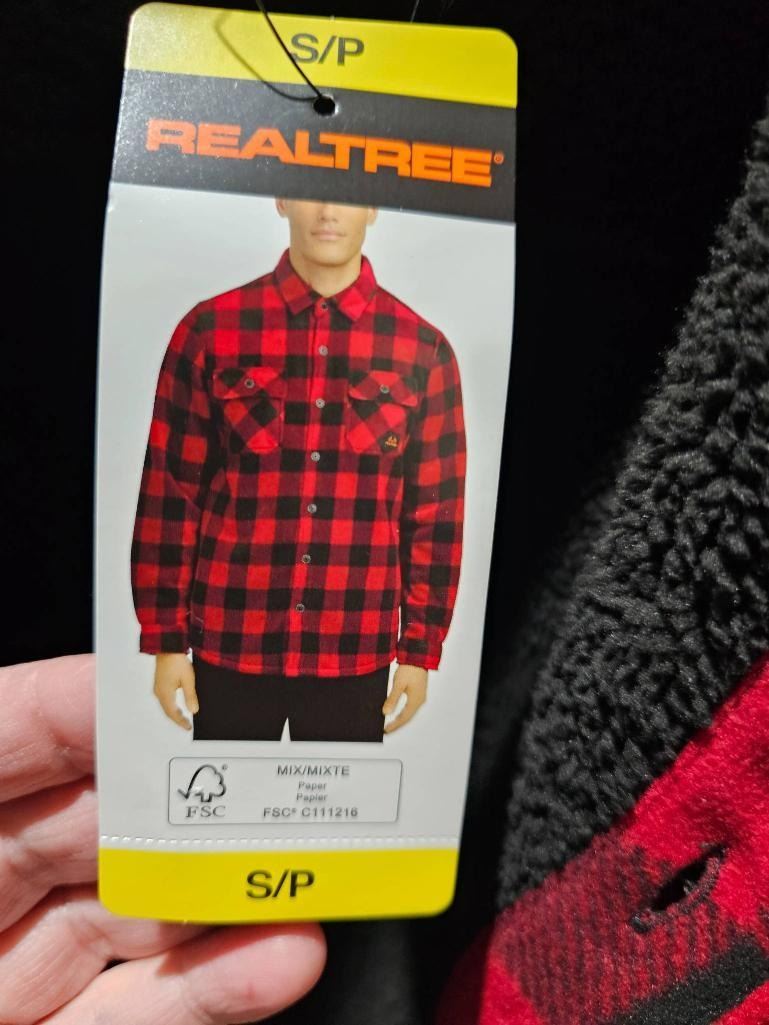 S/P
REALTREE®
MIX/MIXTE
Paper
Papier
FSC® C111216
®
FSC
S/P